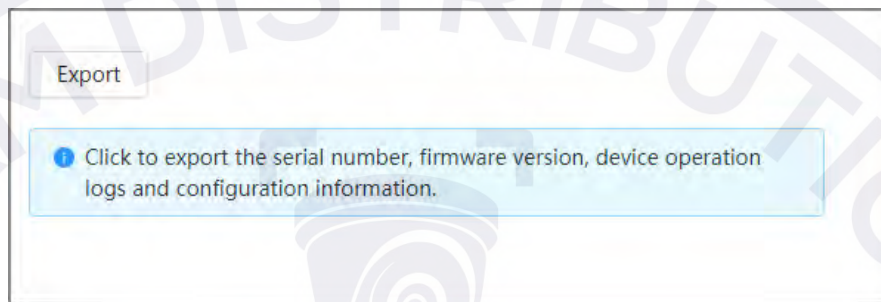 Export
Click to export the serial number, firmware version, device operation
logs and configuration information.